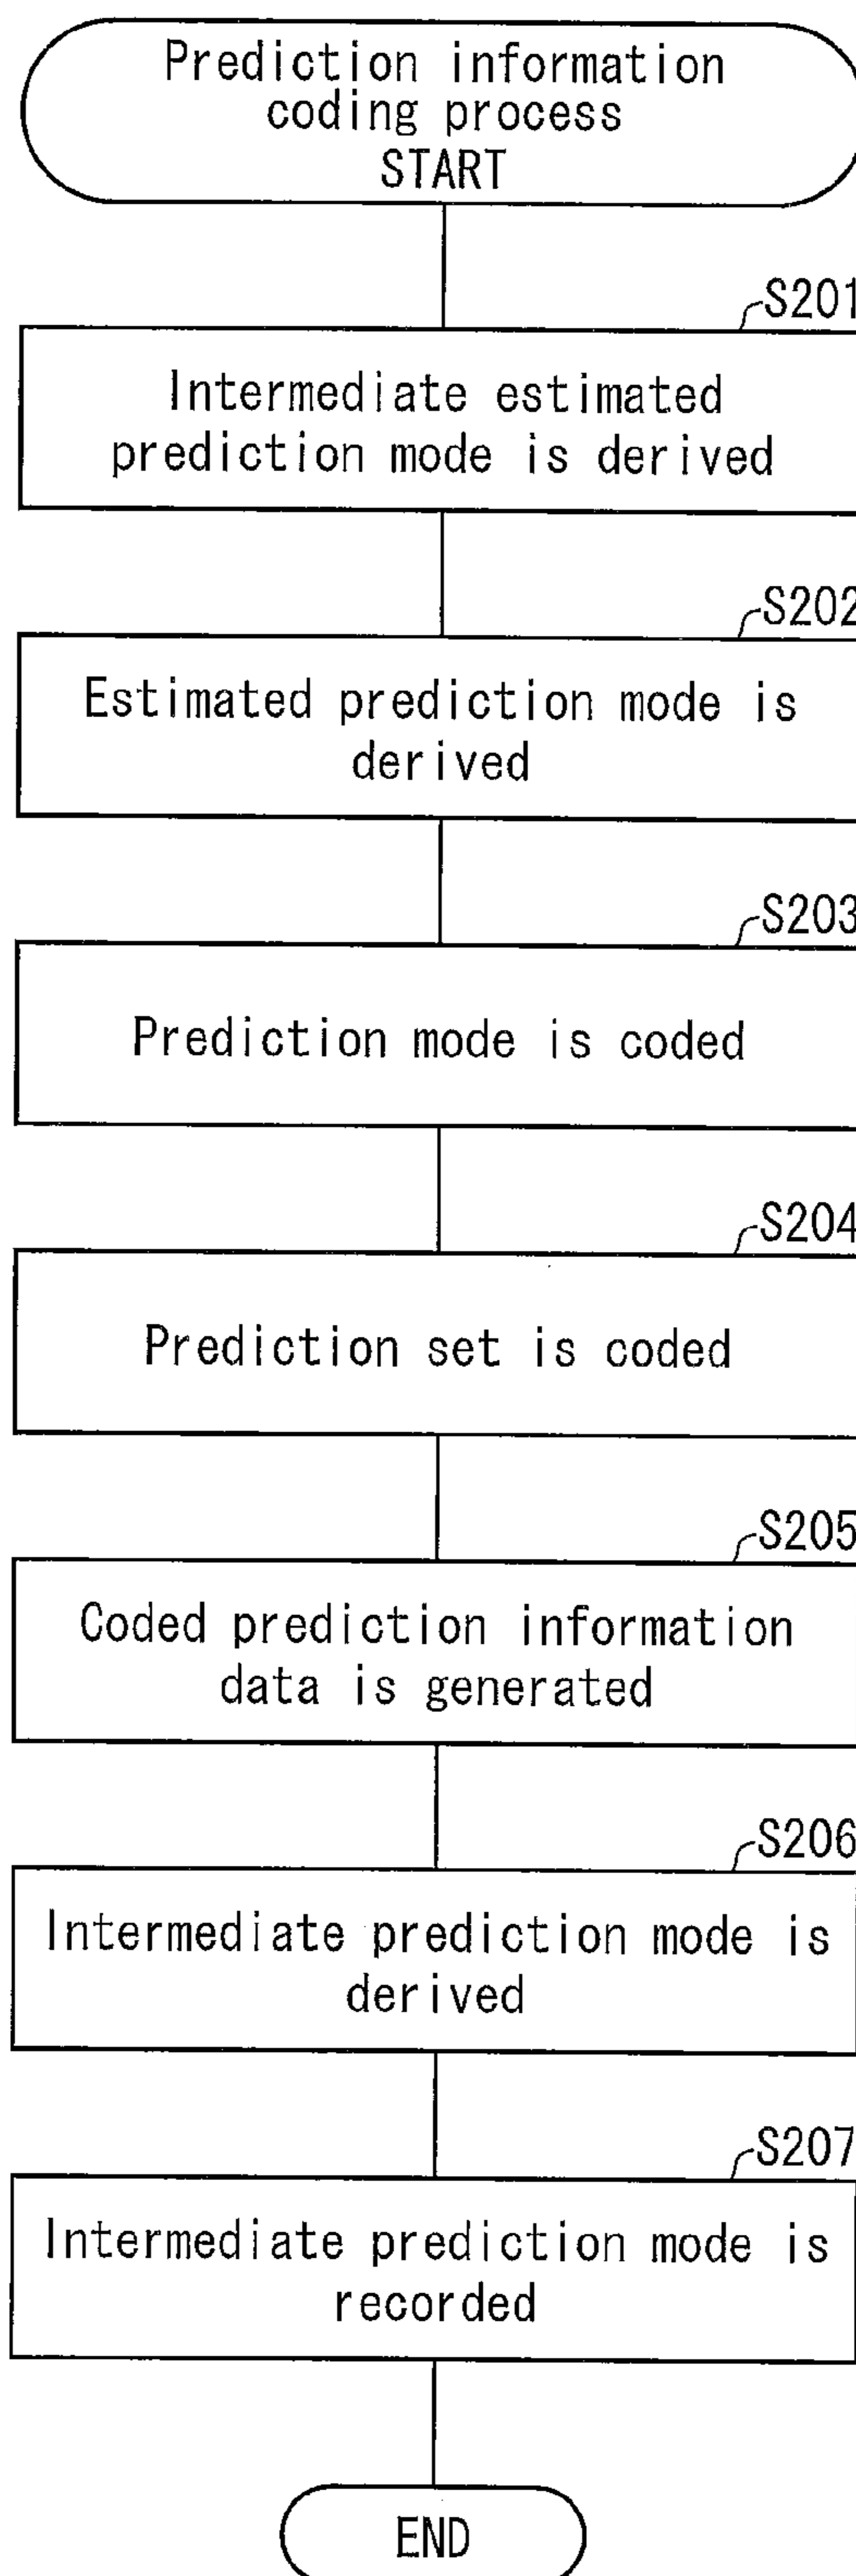 Prediction information
coding process
START
S201
Intermediate estimated
prediction mode is derived
S202
Estimated prediction mode is
derived
S203
Prediction mode is coded
S204
Prediction set is coded
S205
Coded prediction information
data is generated
S206
Intermediate prediction mode is
derived
S207
Intermediate prediction mode is
recorded
END